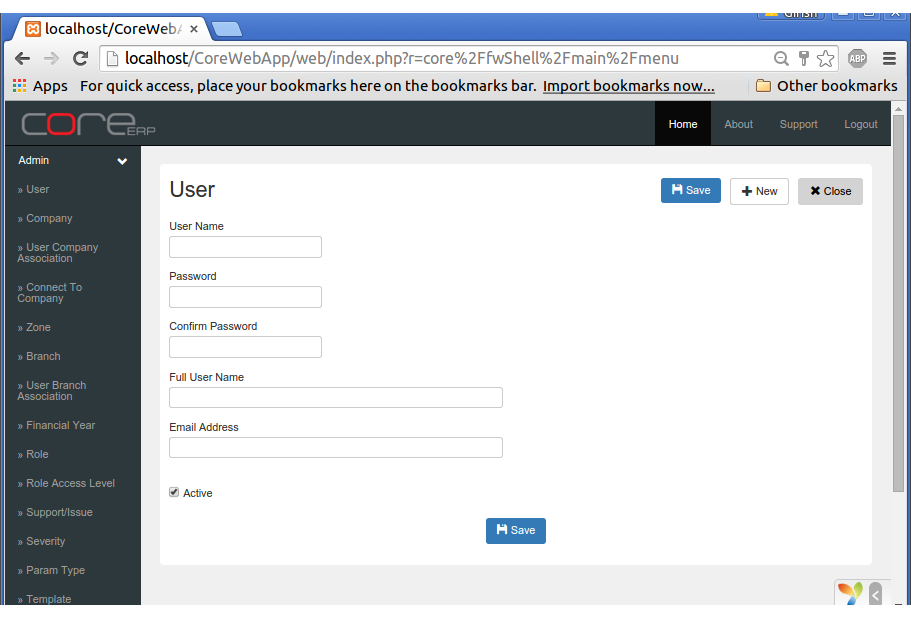 Girish
localhost/CoreWebA ×
localhost/CoreWebApp/web/index.php?r=core%2FfwShell%2Fmain%2Fmenu
ABP
Apps For quick access, place your bookmarks here on the bookmarks bar. Import bookmarks now... Other bookmarks
core ERP
Home About Support Logout
Admin
» User
» Company
» User Company
Association
» Connect To
Company
» Zone
» Branch
» User Branch
Association
» Financial Year
» Role
» Role Access Level
» Support/Issue
» Severity
» Param Type
» Template
User
Save + New ✖ Close
User Name
Password
Confirm Password
Full User Name
Email Address
Active
Save